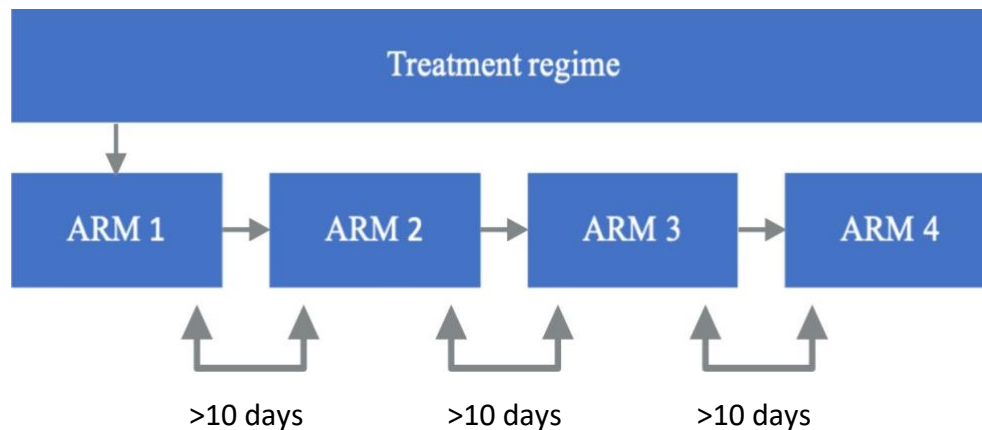 Treatment regime
ARM 1
ARM 2
ARM 3
ARM 4
>10 days
>10 days
>10 days